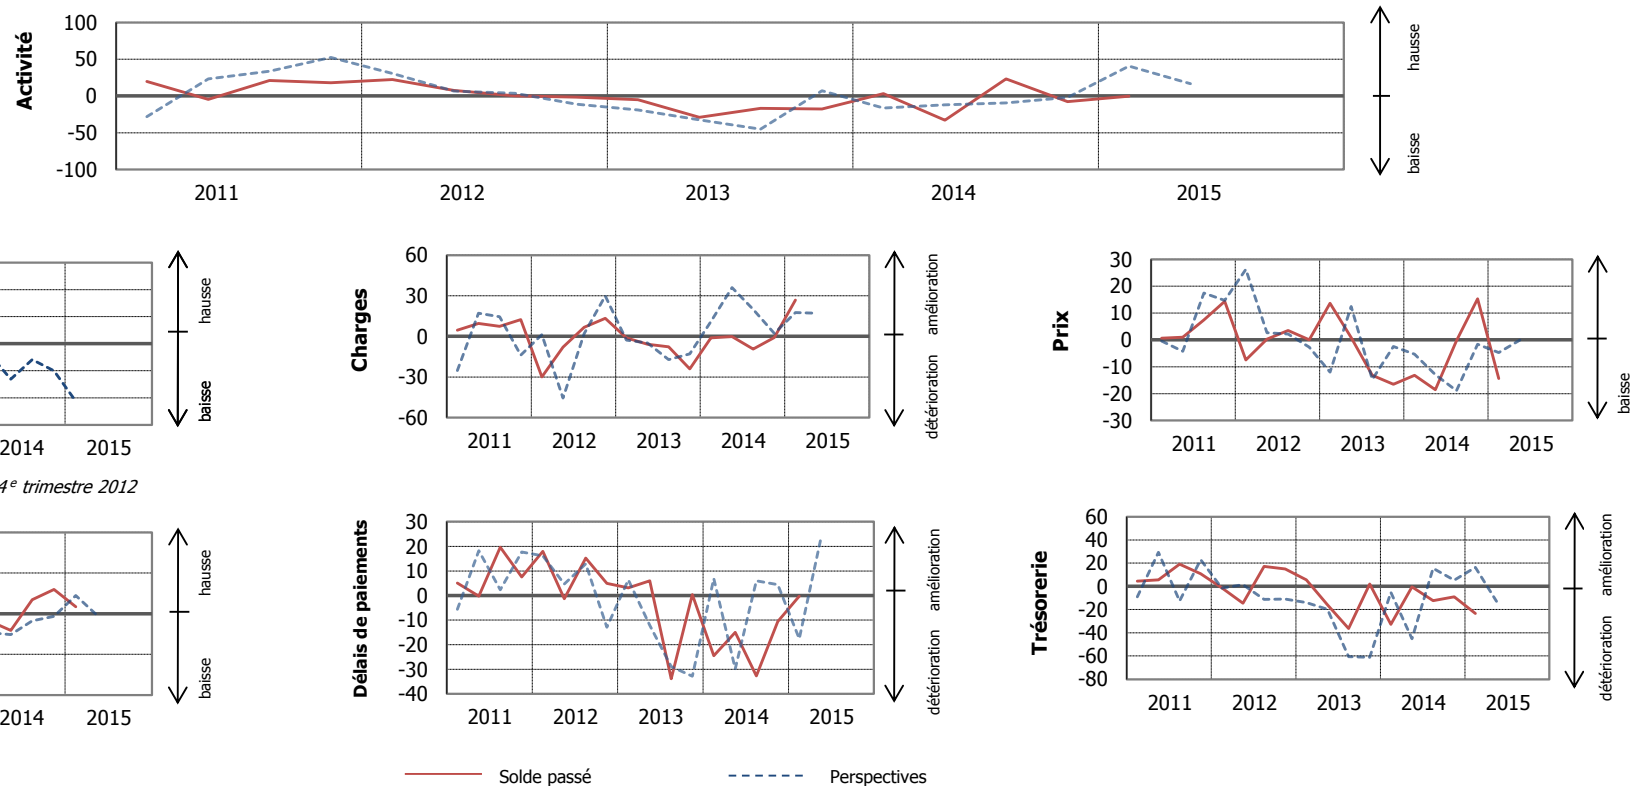 Activité
100
50
0
-50
-100
2011 2012 2013 2014 2015
hausse
baisse
2014 2015
hausse
baisse
4e trimestre 2012
Charges
60
30
0
-30
-60
2011 2012 2013 2014 2015
amélioration
détérioration
Prix
30
20
10
0
-10
-20
-30
2011 2012 2013 2014 2015
baisse
2014 2015
hausse
baisse
Délais de paiements
30
20
10
0
-10
-20
-30
-40
2011 2012 2013 2014 2015
amélioration
détérioration
Trésorerie
60
40
20
0
-20
-40
-60
-80
2011 2012 2013 2014 2015
amélioration
détérioration
Solde passé Perspectives